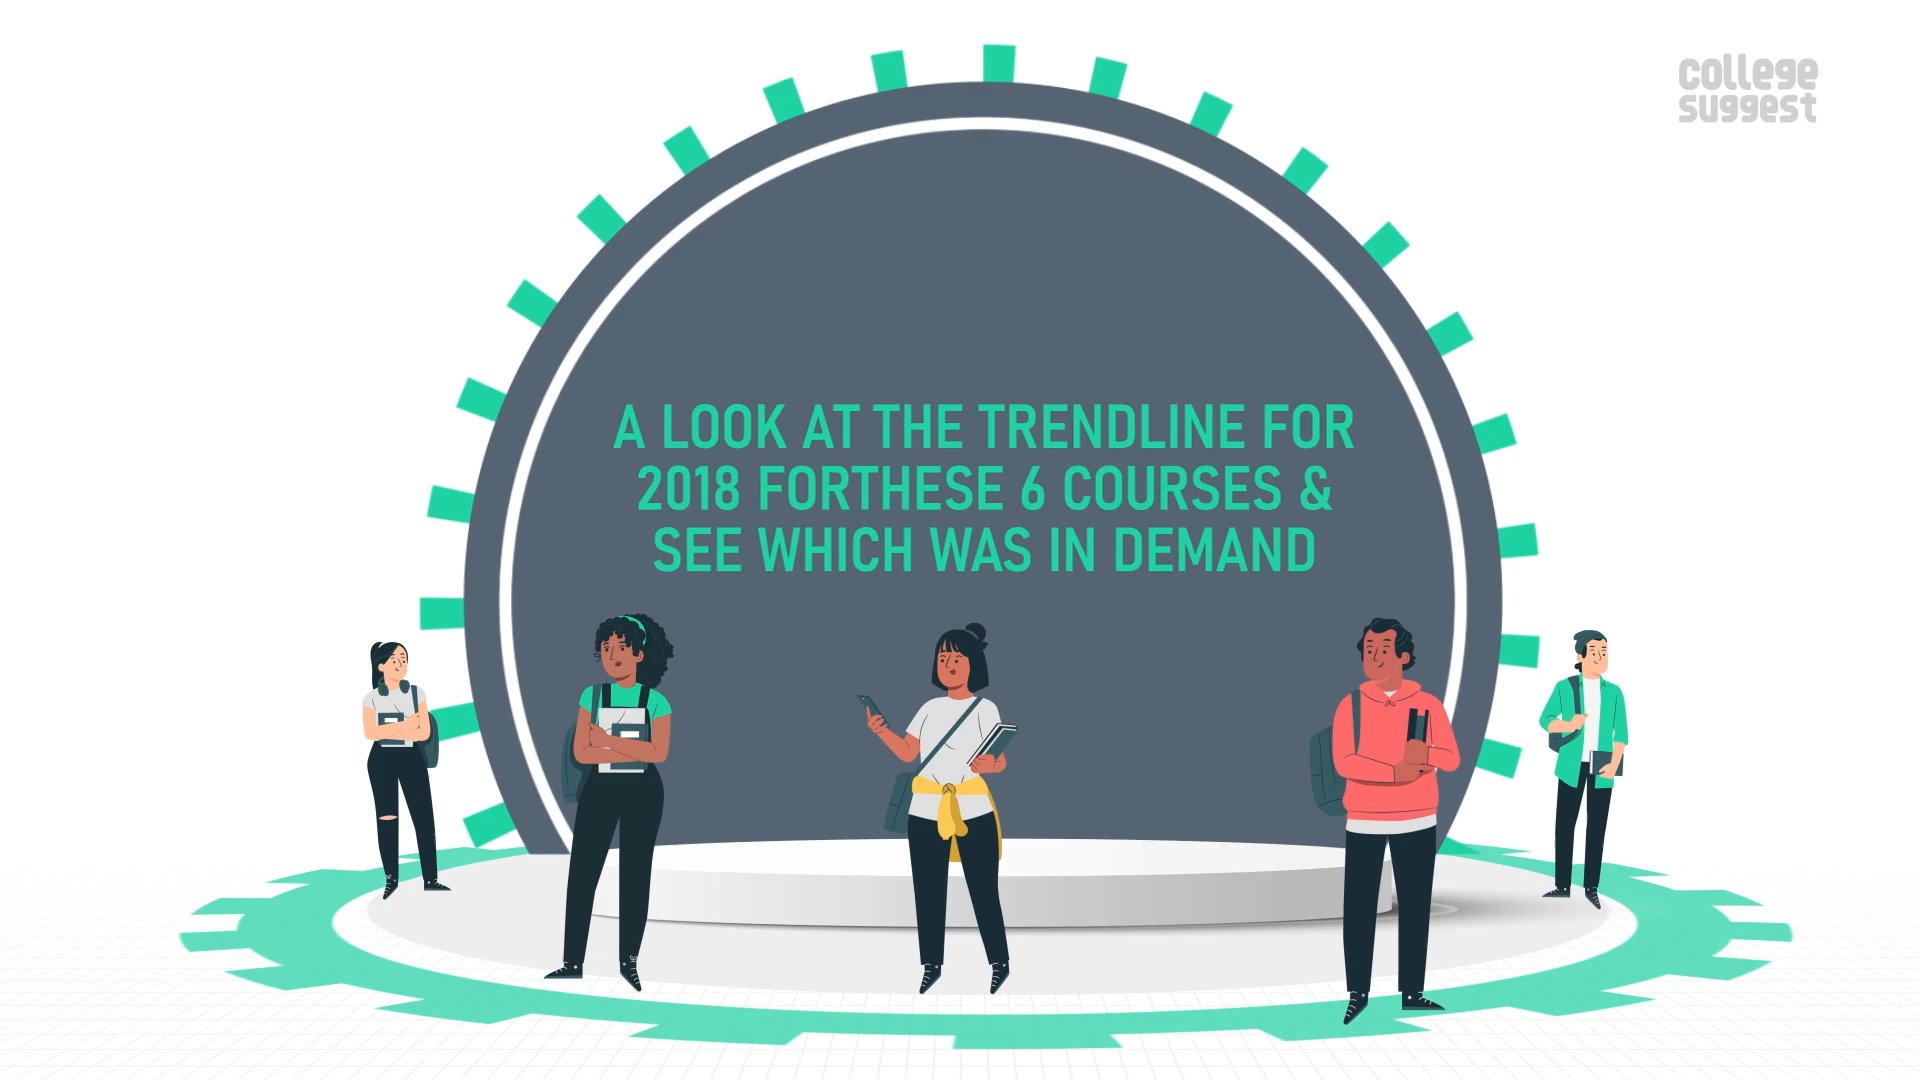 college
suggest
A LOOK AT THE TRENDLINE FOR
2018 FORTHESE 6 COURSES &
SEE WHICH WAS IN DEMAND